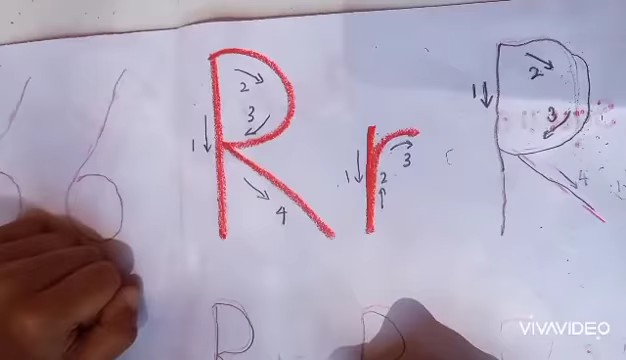 R r R
1 2 3 4
1 2 3
1 2 3 4
R
VIVAVIDEO